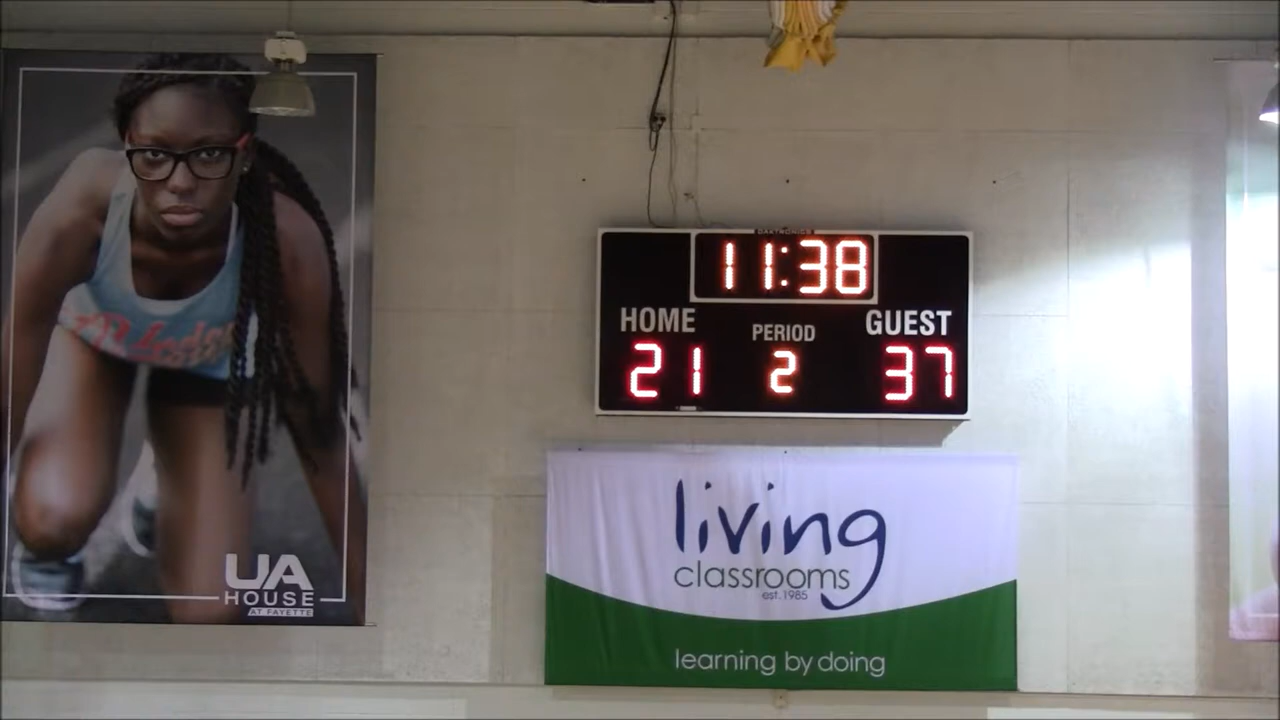 UA
HOUSE
AT FAYETTE
DAKTRONICS
11:38
HOME
PERIOD
GUEST
21
2
37
living
classrooms
est. 1985
learning by doing